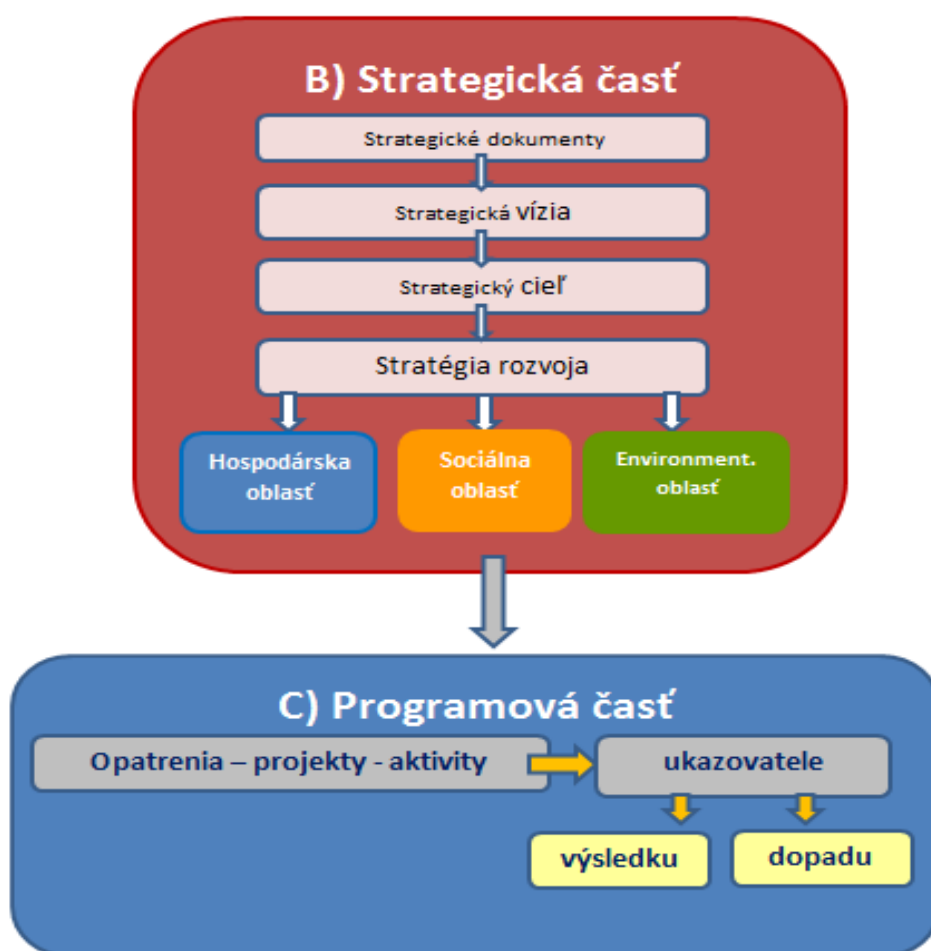 B) Strategická časť
Strategické dokumenty
Strategická vízia
Strategický cieľ
Stratégia rozvoja
Hospodárska
oblasť
Sociálna
oblasť
Environment.
oblasť
C) Programová časť
Opatrenia – projekty - aktivity
ukazovatele
výsledku
dopadu